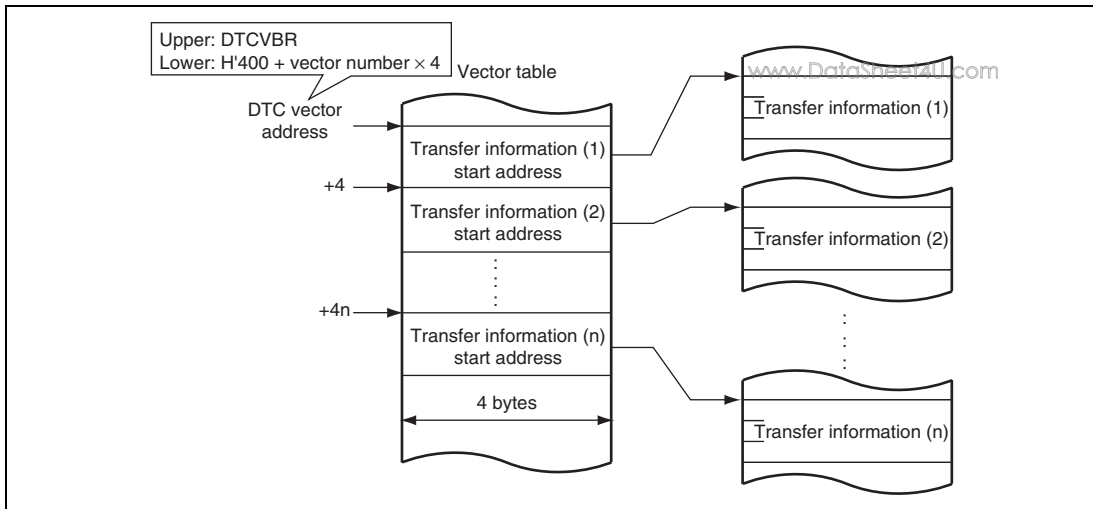 Upper: DTCVBR
Lower: H'400 + vector number × 4
Vector table
DTC vector
address
Transfer information (1)
start address
+4
Transfer information (2)
start address
+4n
Transfer information (n)
start address
4 bytes
www.DataSheet4U.com
Transfer information (1)
Transfer information (2)
Transfer information (n)